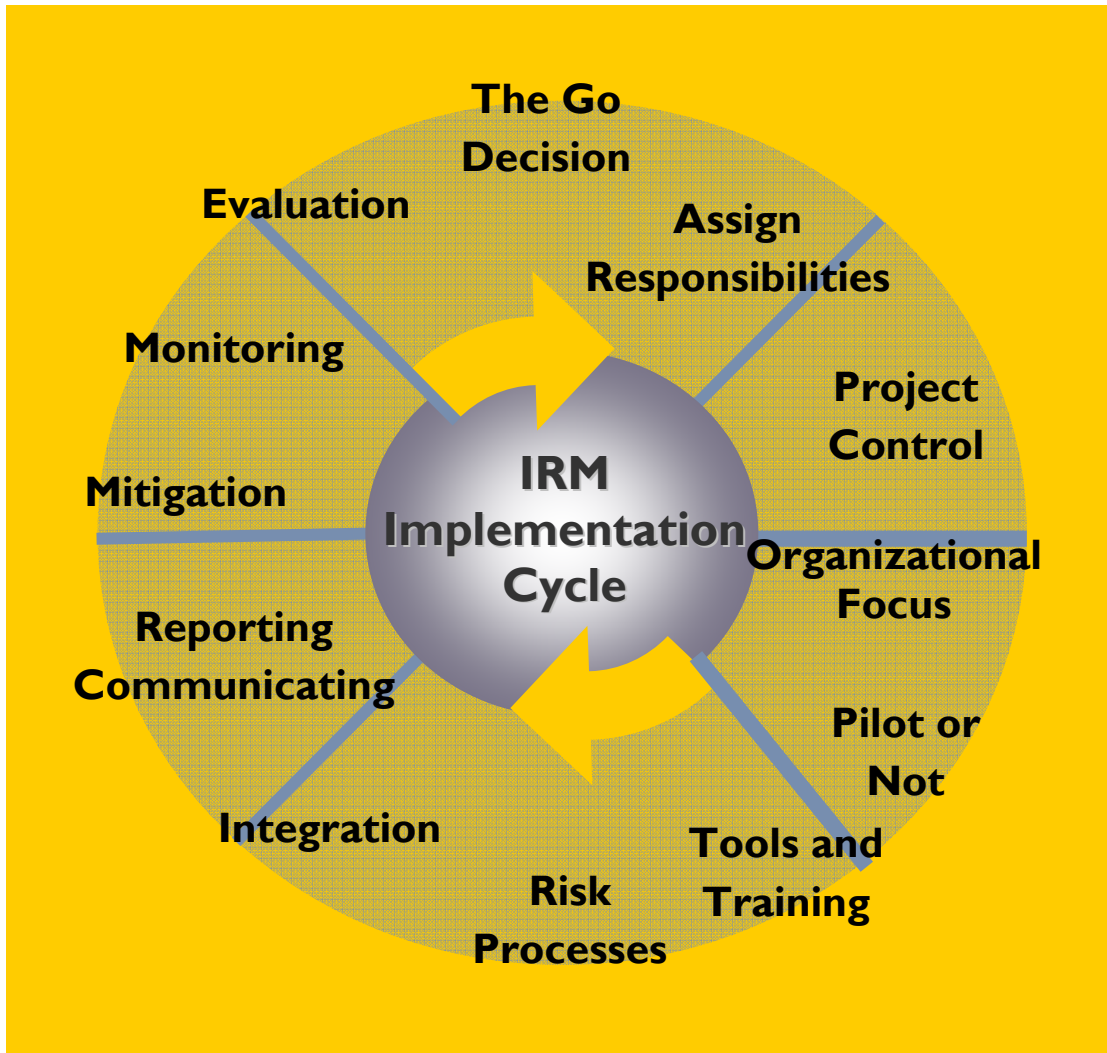 The Go
Decision
Assign
Responsibilities
Project
Control
Organizational
Focus
Pilot or
Not
Tools and
Training
Risk
Processes
Integration
Reporting
Communicating
Mitigation
Monitoring
Evaluation
IRM
Implementation
Cycle